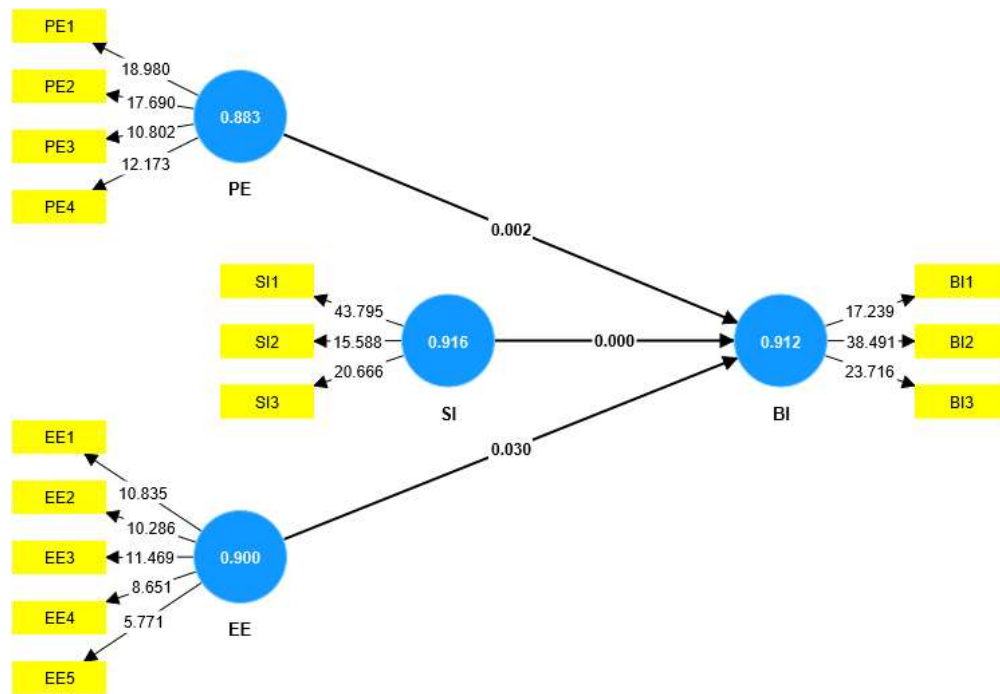 PE1
PE2
PE3
PE4
18.980
17.690
10.802
12.173
0.883
PE
0.002
SI1
SI2
SI3
43.795
15.588
20.666
0.916
SI
0.000
0.912
BI
17.239
38.491
23.716
BI1
BI2
BI3
EE1
EE2
EE3
EE4
EE5
10.835
10.286
11.469
8.651
5.771
0.900
EE
0.030